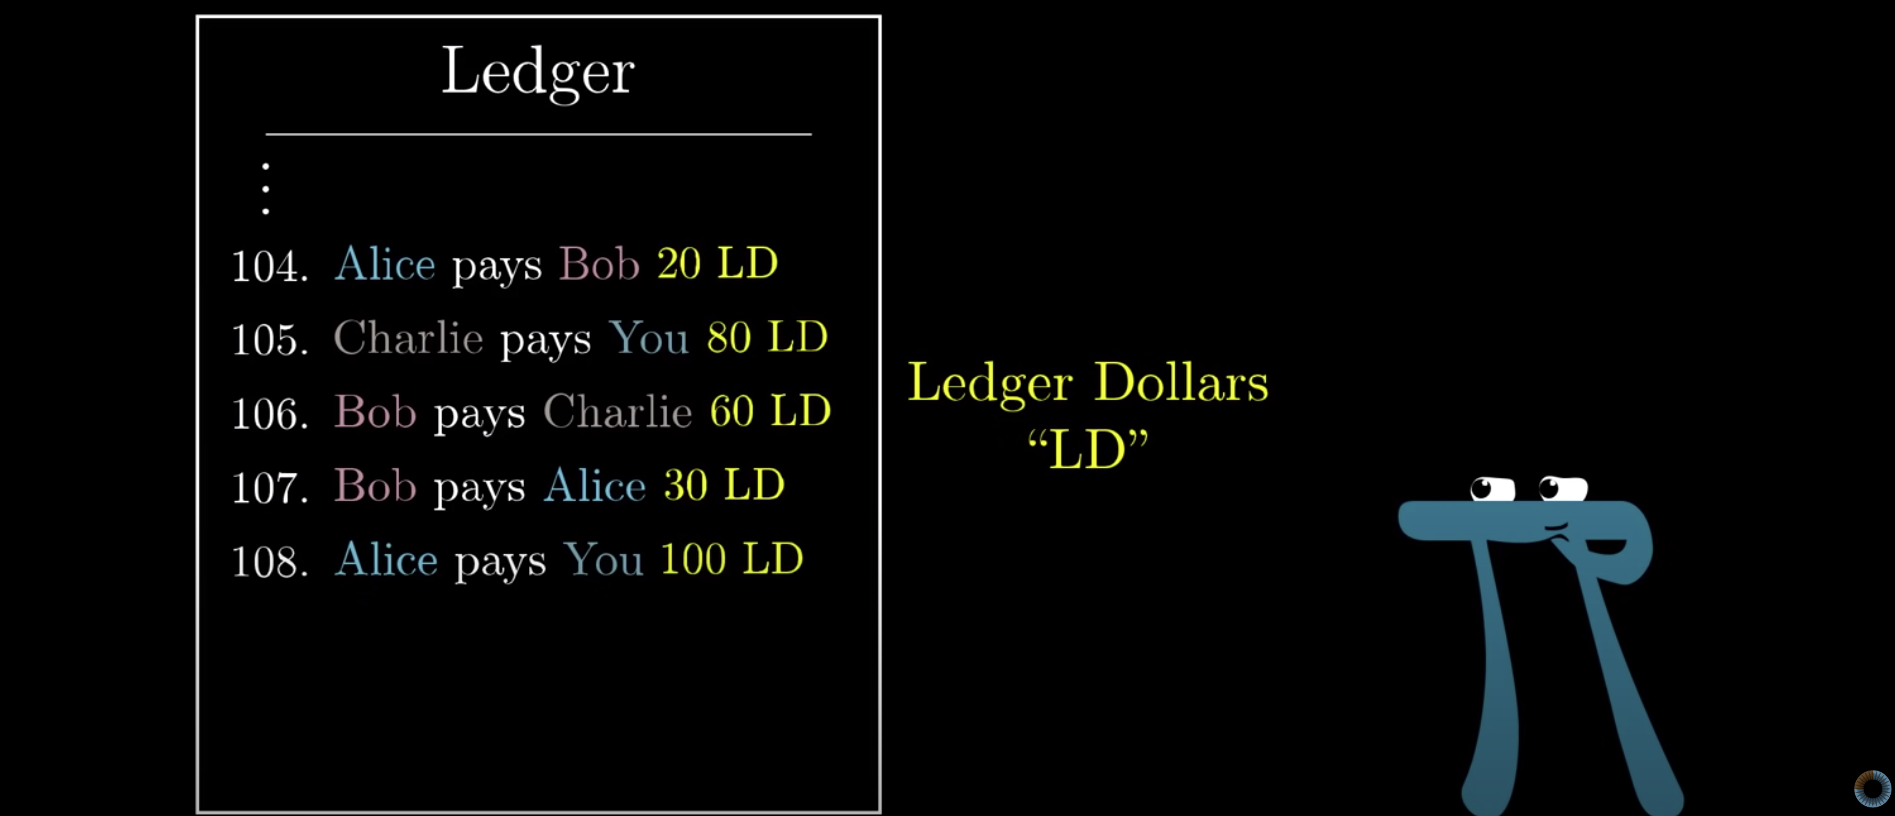 Ledger
⋮
104. Alice pays Bob 20 LD
105. Charlie pays You 80 LD
106. Bob pays Charlie 60 LD
107. Bob pays Alice 30 LD
108. Alice pays You 100 LD
Ledger Dollars
“LD”